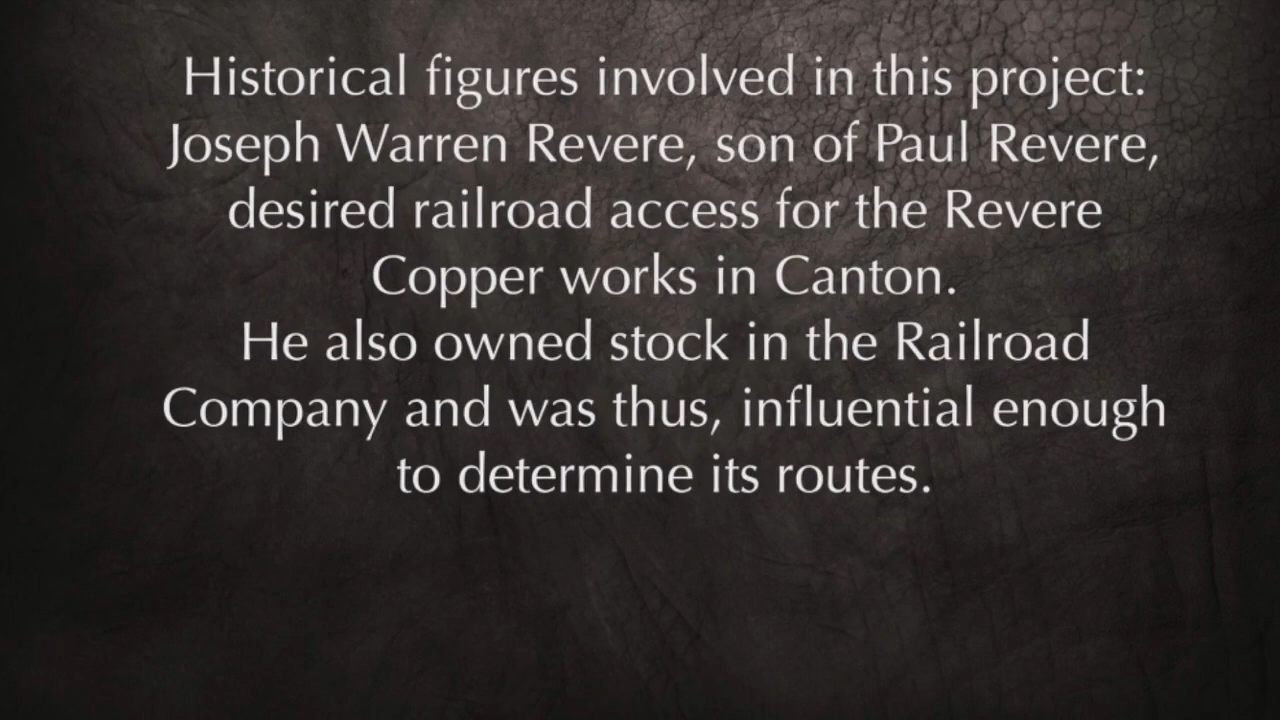 Historical figures involved in this project:
Joseph Warren Revere, son of Paul Revere,
desired railroad access for the Revere
Copper works in Canton.
He also owned stock in the Railroad
Company and was thus, influential enough
to determine its routes.